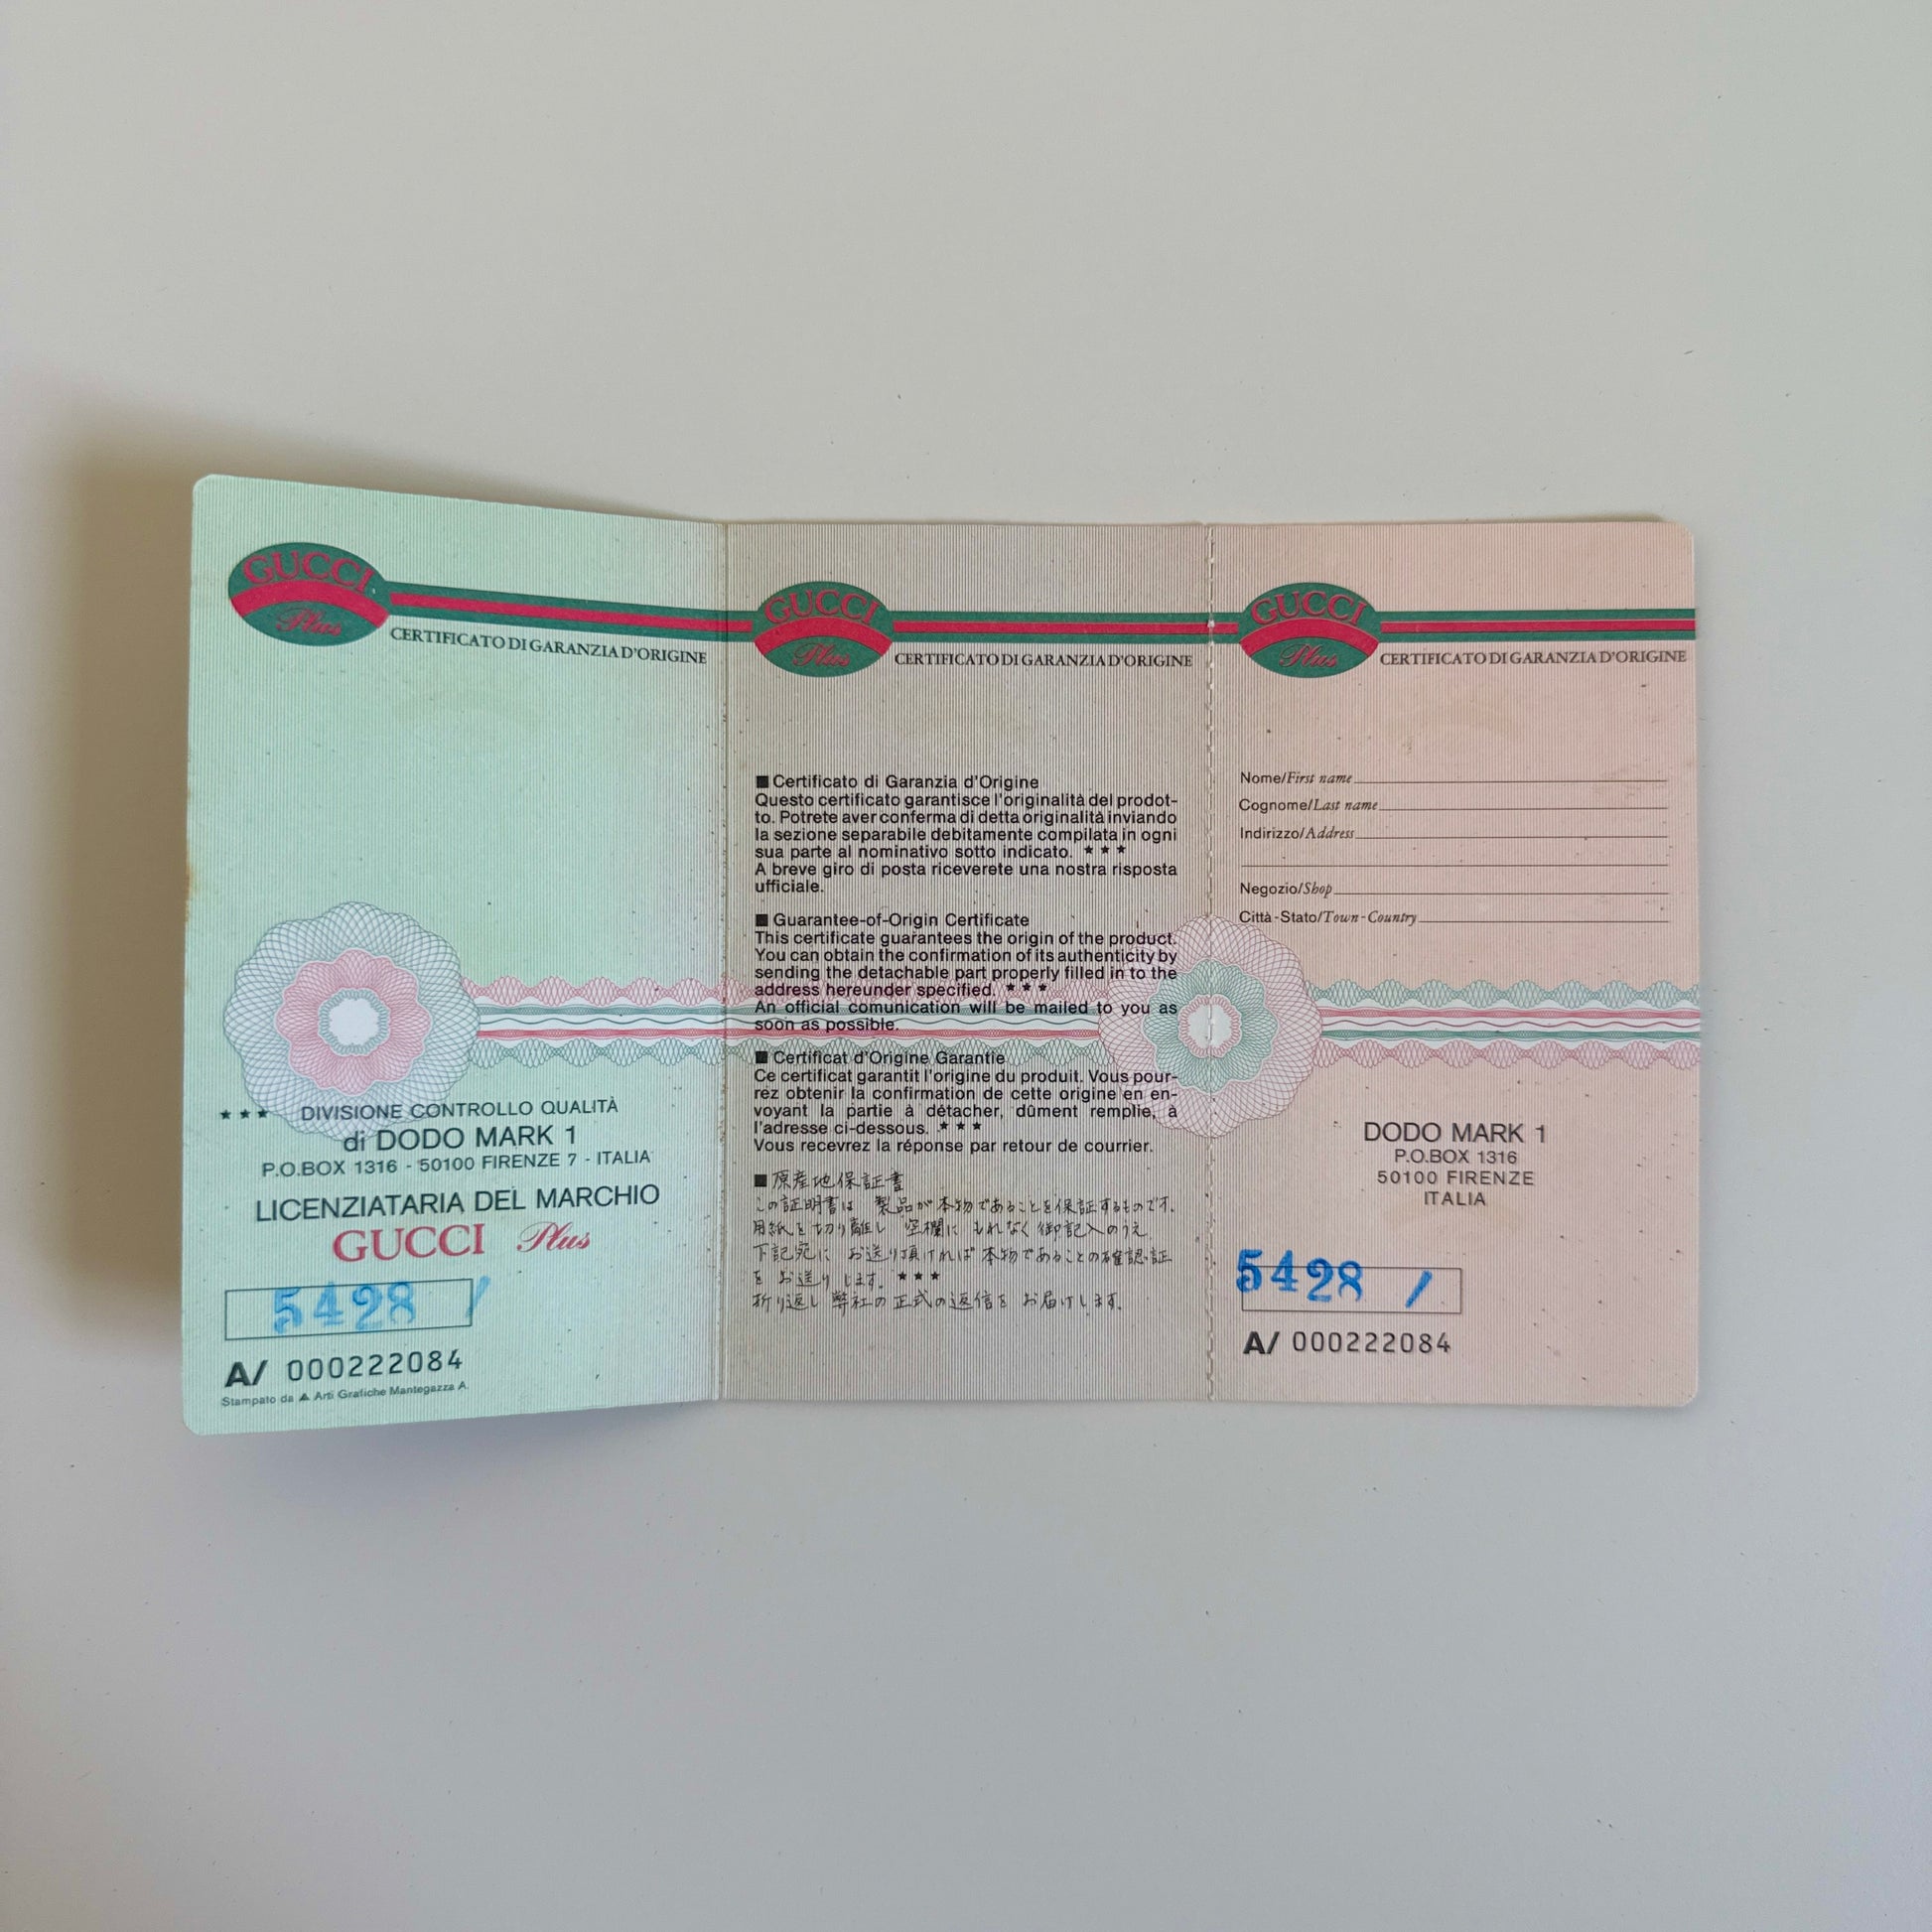 GUCCI
Plus
CERTIFICATO DI GARANZIA D'ORIGINE
★ ★ ★ DIVISIONE CONTROLLO QUALITÀ
di DODO MARK 1
P.O.BOX 1316 - 50100 FIRENZE 7 - ITALIA
LICENZIATARIA DEL MARCHIO
GUCCI Plus
5428 /
A/ 000222084
Stampato da ▲ Arti Grafiche Mantegazza A.
GUCCI
Plus
CERTIFICATO DI GARANZIA D'ORIGINE
■ Certificato di Garanzia d'Origine
Questo certificato garantisce l'originalità del prodot-
to. Potrete aver conferma di detta originalità inviando
la sezione separabile debitamente compilata in ogni
sua parte al nominativo sotto indicato. ★ ★ ★
A breve giro di posta riceverete una nostra risposta
ufficiale.
■ Guarantee-of-Origin Certificate
This certificate guarantees the origin of the product.
You can obtain the confirmation of its authenticity by
sending the detachable part properly filled in to the
address hereunder specified. ★ ★ ★
An official comunication will be mailed to you as
soon as possible.
■ Certificat d'Origine Garantie
Ce certificat garantit l'origine du produit. Vous pour-
rez obtenir la confirmation de cette origine en en-
voyant la partie à détacher, dûment remplie, à
l'adresse ci-dessous. ★ ★ ★
Vous recevrez la réponse par retour de courrier.
■ 原産地保証書
この証明書は 製品が本物であることを保証するものです.
用紙を切り離し 空欄に もれなく御記入のうえ
下記宛に お送り頂ければ本物であることの確認証
を お送り します. ★ ★ ★
折り返し 弊社の正式の返信を お届けします.
GUCCI
Plus
CERTIFICATO DI GARANZIA D'ORIGINE
Nome/First name
Cognome/Last name
Indirizzo/Address
Negozio/Shop
Città-Stato/Town-Country
DODO MARK 1
P.O.BOX 1316
50100 FIRENZE
ITALIA
5428 /
A/ 000222084